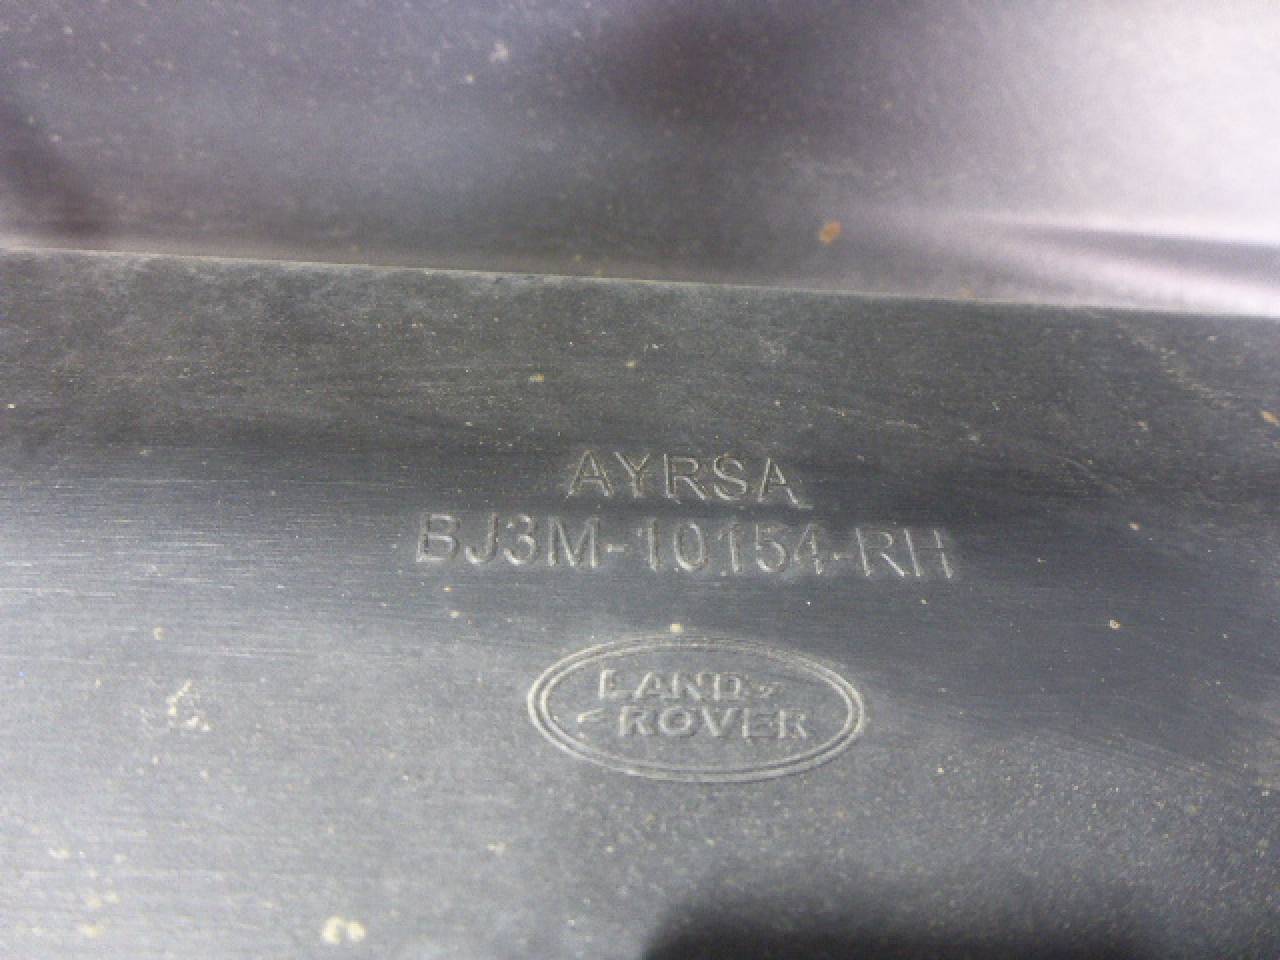 AYRSA
BJ3M-10154-RH
LAND
ROVER